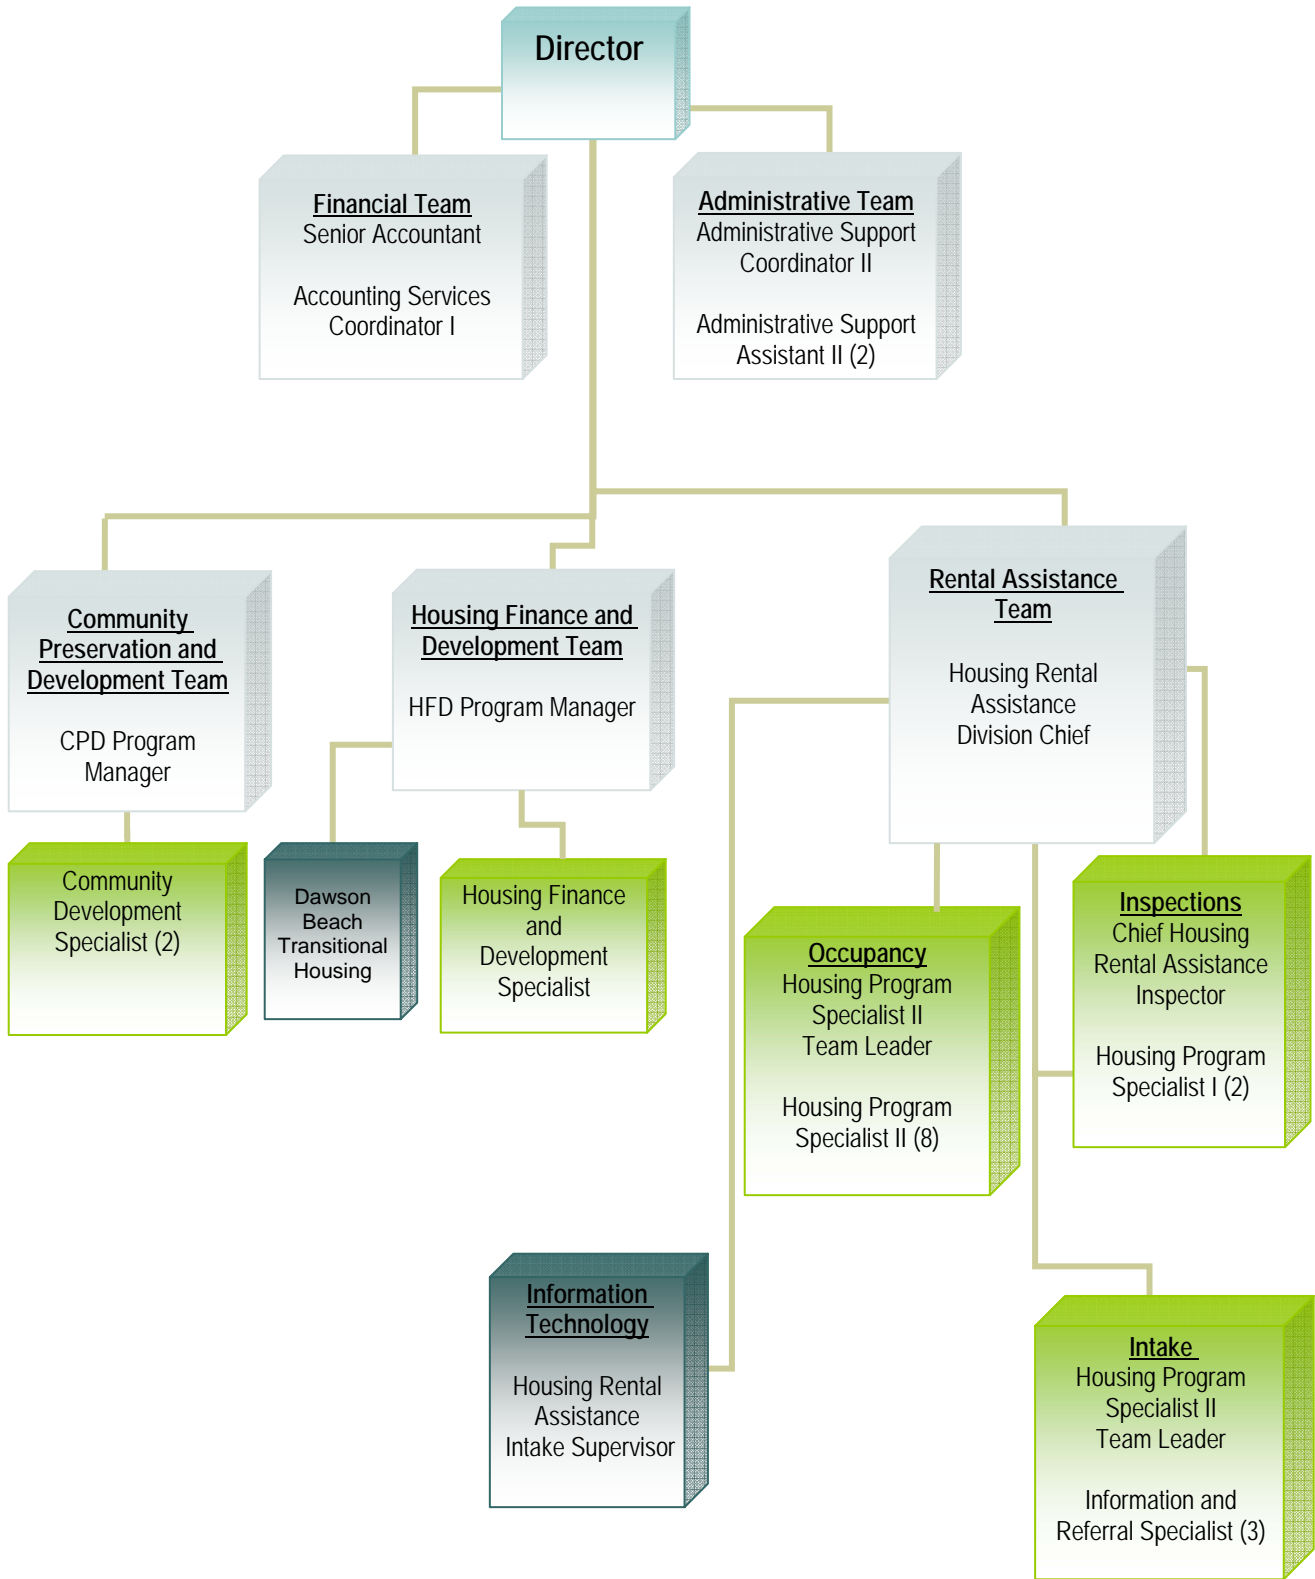 Director
Financial Team
Senior Accountant
Accounting Services
Coordinator I
Administrative Team
Administrative Support
Coordinator II
Administrative Support
Assistant II (2)
Community
Preservation and
Development Team
CPD Program
Manager
Housing Finance and
Development Team
HFD Program Manager
Rental Assistance
Team
Housing Rental
Assistance
Division Chief
Community
Development
Specialist (2)
Dawson
Beach
Transitional
Housing
Housing Finance
and
Development
Specialist
Occupancy
Housing Program
Specialist II
Team Leader
Housing Program
Specialist II (8)
Inspections
Chief Housing
Rental Assistance
Inspector
Housing Program
Specialist I (2)
Information
Technology
Housing Rental
Assistance
Intake Supervisor
Intake
Housing Program
Specialist II
Team Leader
Information and
Referral Specialist (3)